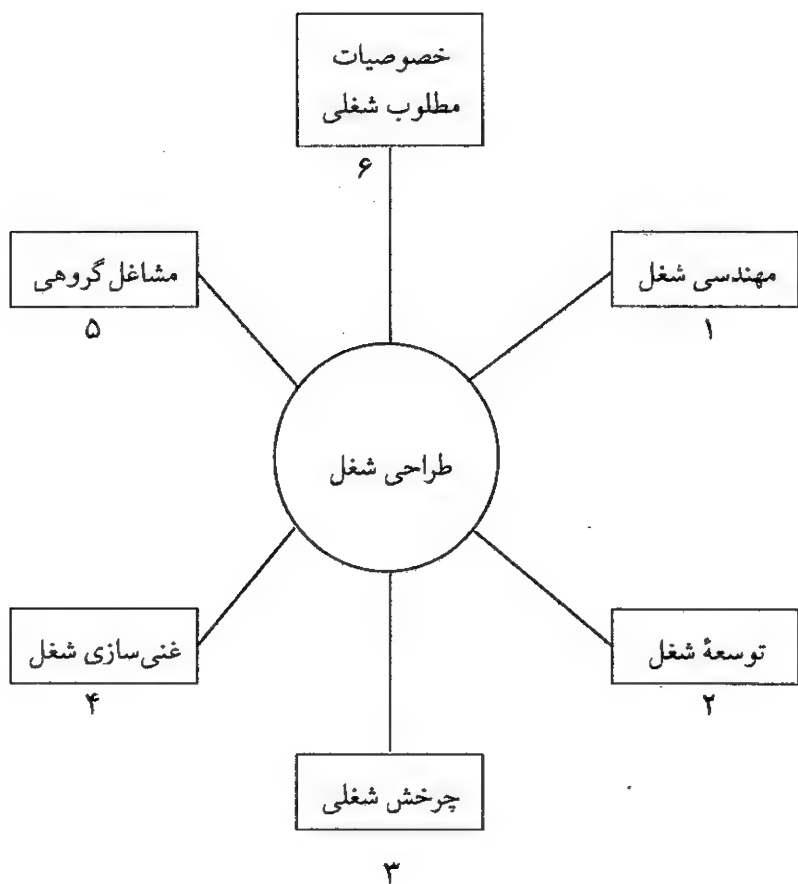 خصوصیات
مطلوب شغلی
۶
مشاغل گروهی
۵
مهندسی شغل
۱
طراحی شغل
غنی‌سازی شغل
۴
توسعهٔ شغل
۲
چرخش شغلی
۳